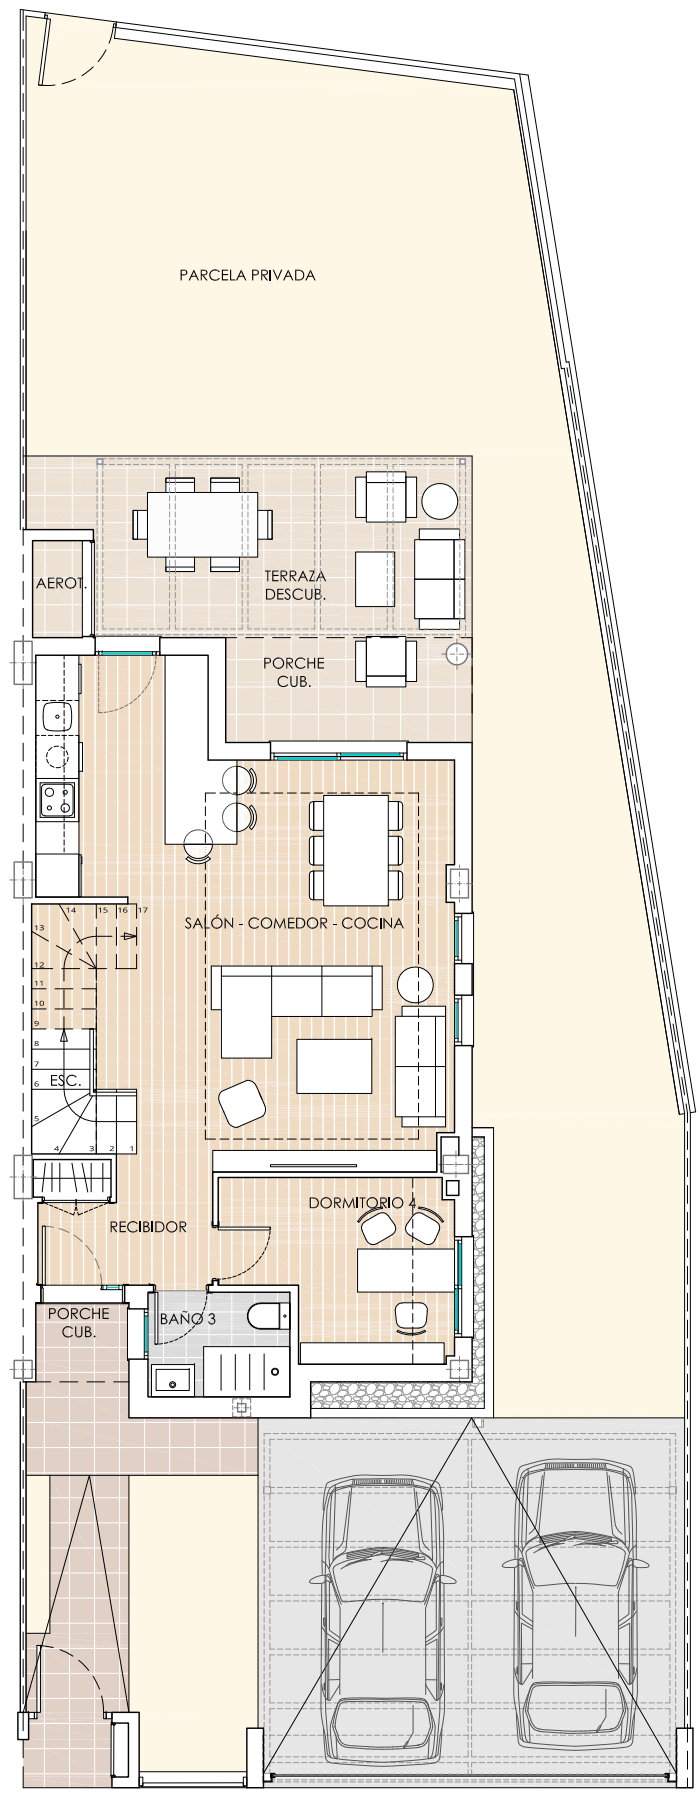 PARCELA PRIVADA
AEROT.
TERRAZA
DESCUB.
PORCHE
CUB.
14 15 16 17
13
SALÓN - COMEDOR - COCINA
12
11
10
9
8
7
6 ESC.
5
4 3 2 1
DORMITORIO 4
RECIBIDOR
PORCHE
CUB.
BAÑO 3